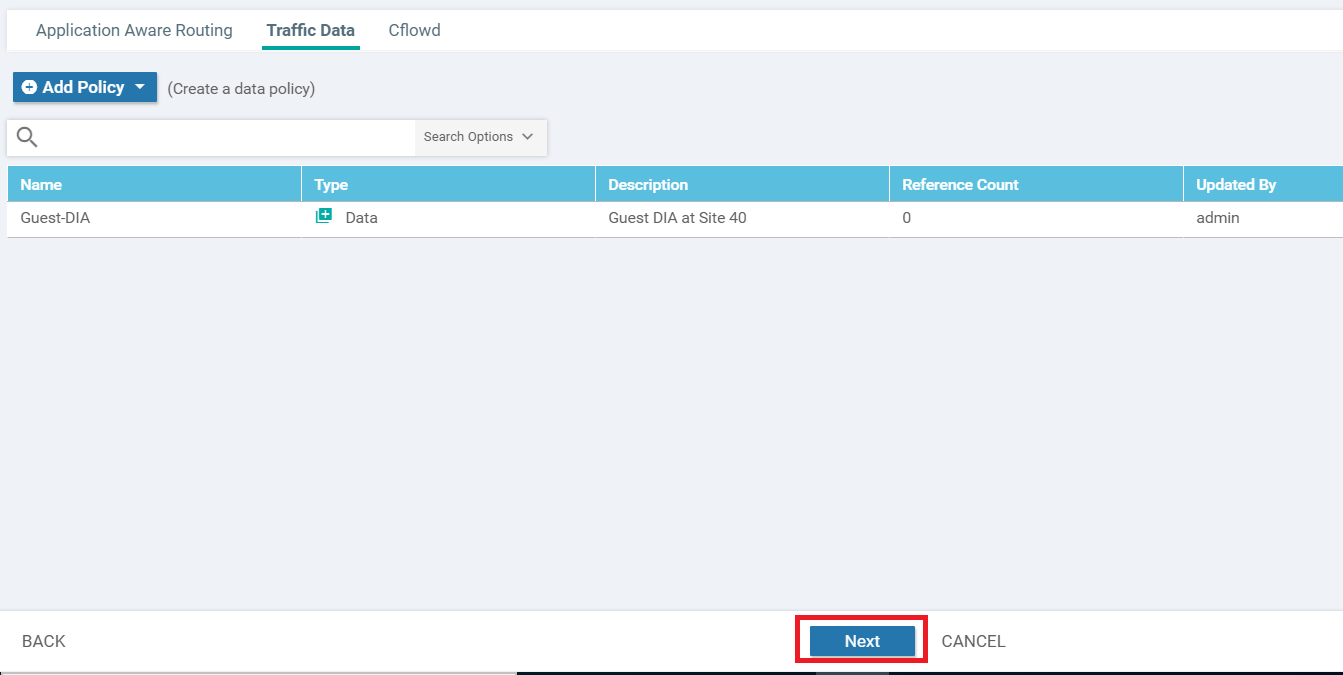 Application Aware Routing Traffic Data Cflowd
Add Policy (Create a data policy)
Search Options
Name Type Description Reference Count Updated By
Guest-DIA Data Guest DIA at Site 40 0 admin
BACK Next CANCEL